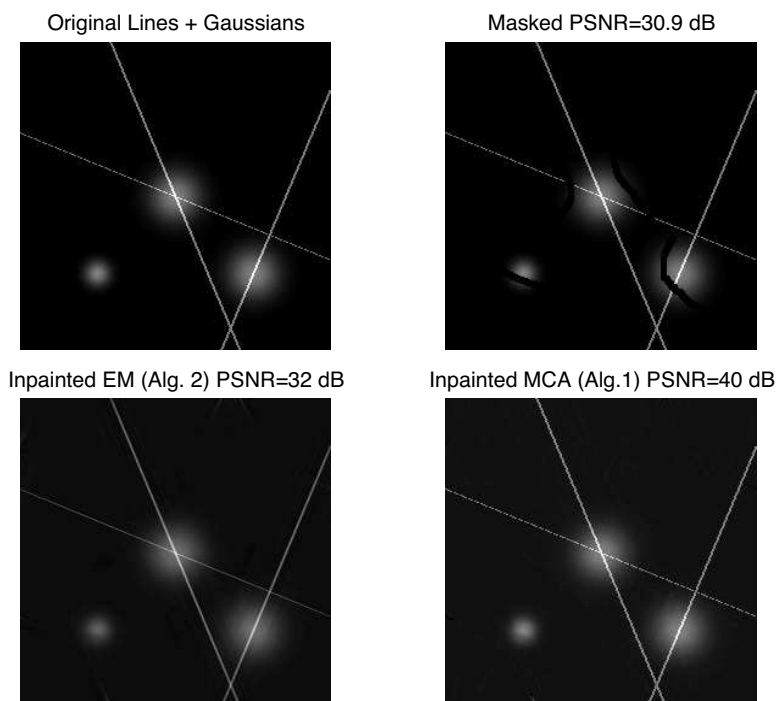 Original Lines + Gaussians
Masked PSNR=30.9 dB
Inpainted EM (Alg. 2) PSNR=32 dB
Inpainted MCA (Alg.1) PSNR=40 dB